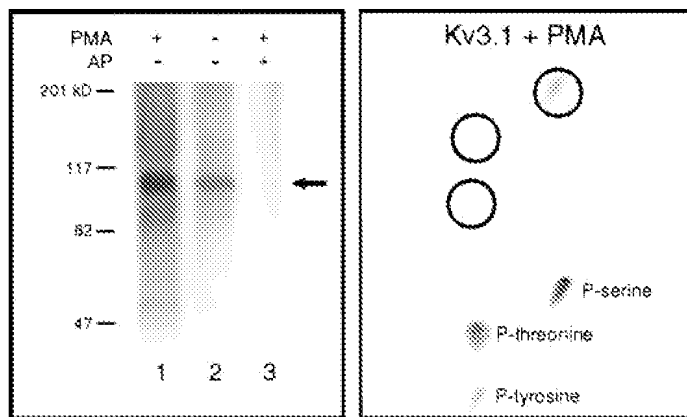 PMA + - +
AP - - +
201 kD
117
82
47
1 2 3
Kv3.1 + PMA
P-serine
P-threonine
P-tyrosine